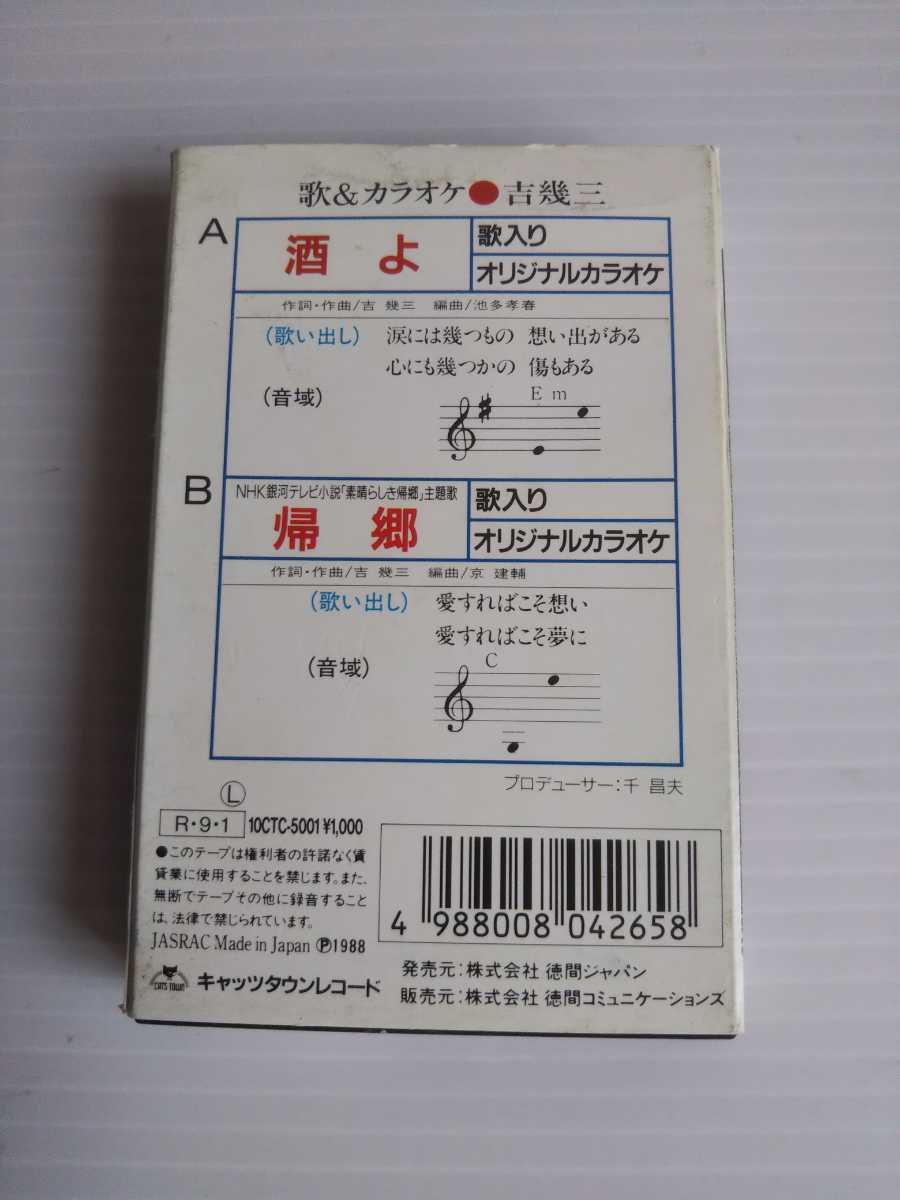 歌&カラオケ●吉幾三
A
酒よ
歌入り
オリジナルカラオケ
作詞・作曲/吉 幾三 編曲/池多孝春
(歌い出し) 涙には幾つもの 想い出がある
心にも幾つかの 傷もある
(音域)
Em
B
NHK銀河テレビ小説「素晴らしき帰郷」主題歌
帰郷
歌入り
オリジナルカラオケ
作詞・作曲/吉 幾三 編曲/京 建輔
(歌い出し) 愛すればこそ想い
愛すればこそ夢に
(音域)
C
プロデューサー:千 昌夫
Ⓛ
R・9・1 10CTC-5001 ¥1,000
●このテープは権利者の許諾なく賃
貸業に使用することを禁じます。また、
無断でテープその他に録音すること
は、法律で禁じられています。
JASRAC Made in Japan Ⓟ1988
CATS TOWN キャッツタウンレコード
4 988008 042658
発売元:株式会社 徳間ジャパン
販売元:株式会社 徳間コミュニケーションズ